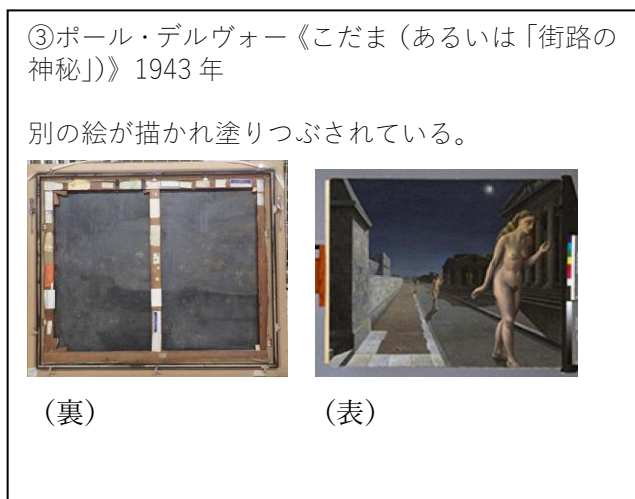 ③ポール・デルヴォー《こだま（あるいは「街路の
神秘」）》1943 年
別の絵が描かれ塗りつぶされている。
（裏）
（表）